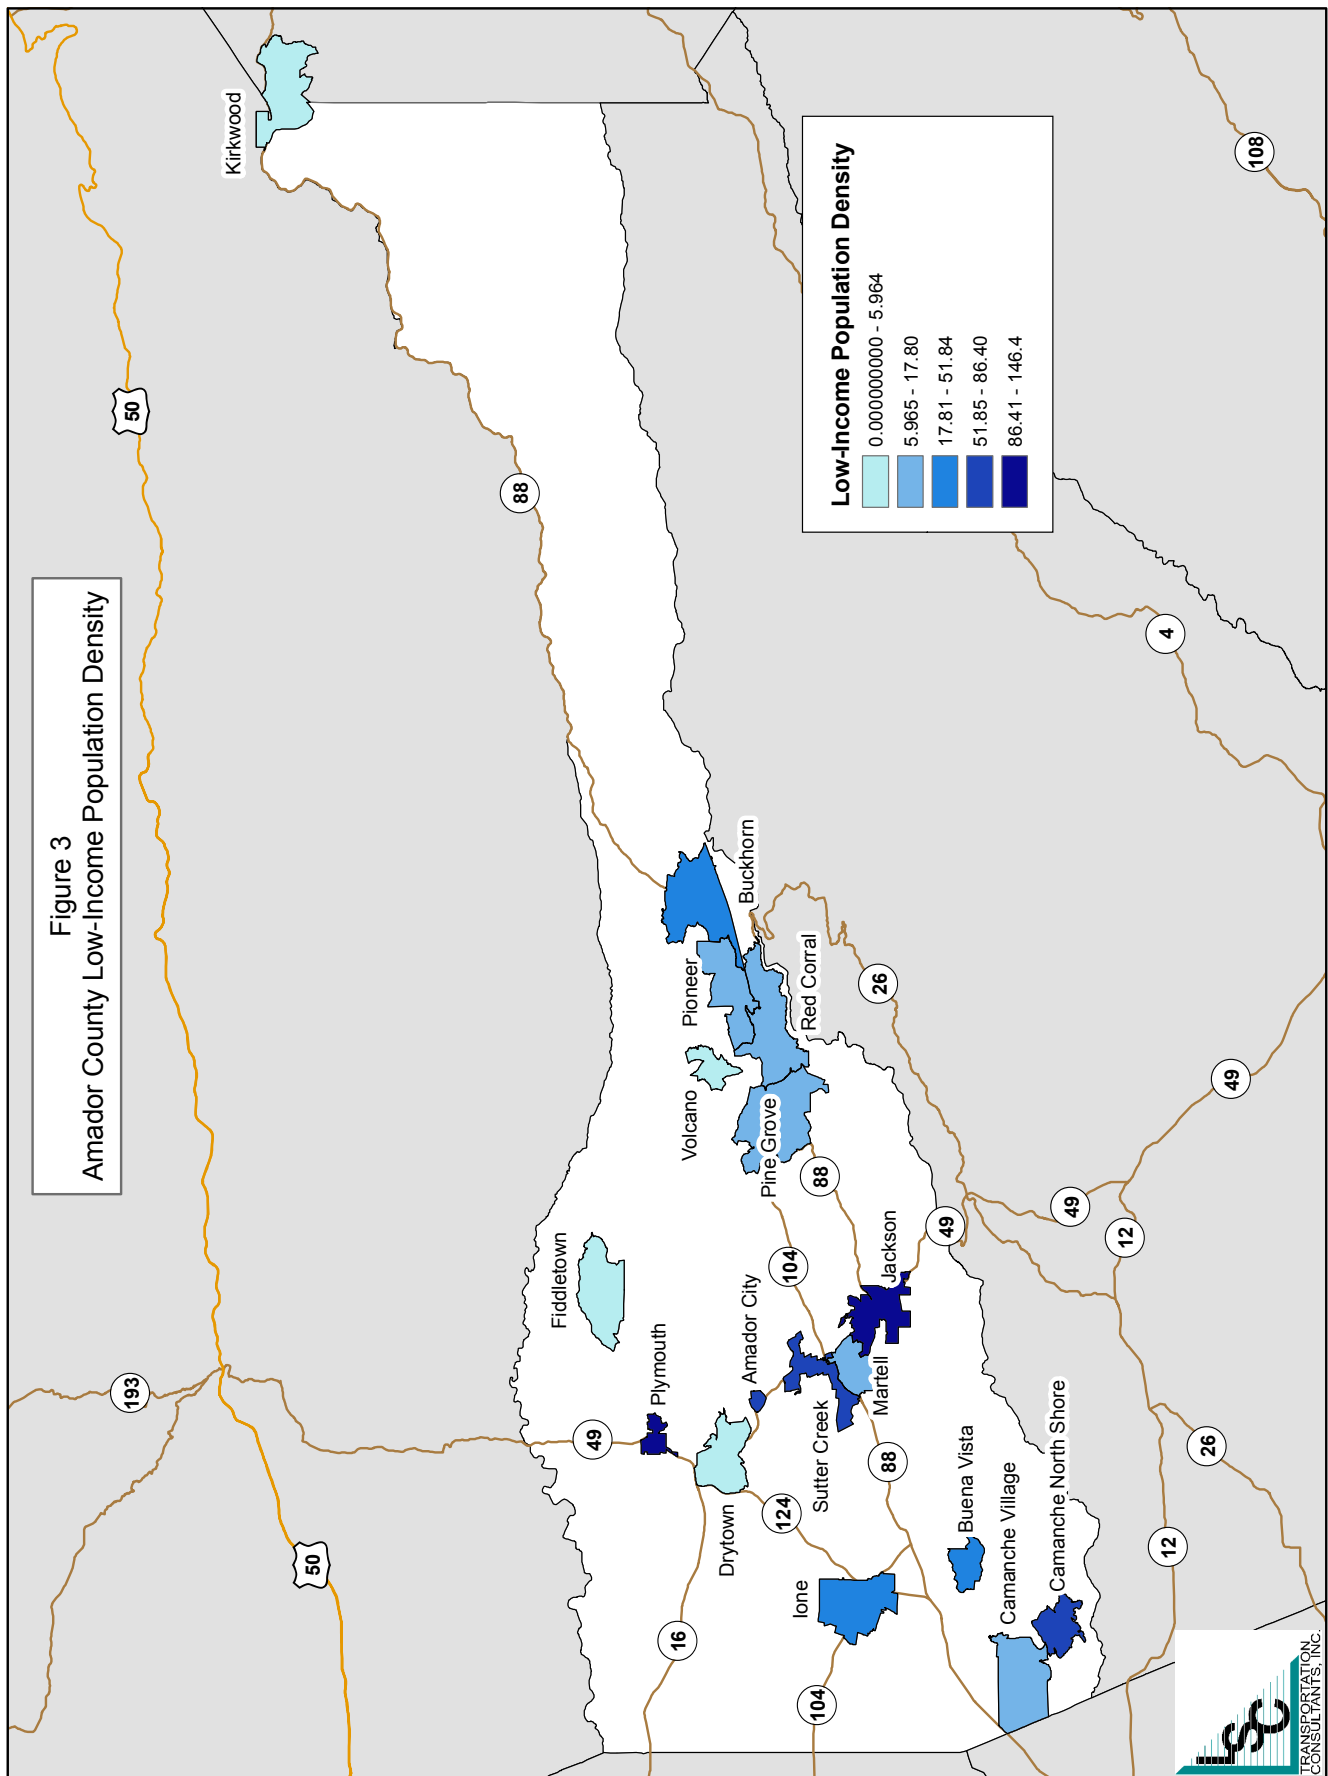 Figure 3
Amador County Low-Income Population Density
50
193
50
Kirkwood
88
Fiddletown
Plymouth
49
Amador City
Drytown
124
16
Ione
104
Sutter Creek
Martell
Jackson
104
88
88
49
Volcano
Pioneer
Pine Grove
Buckhorn
Red Corral
26
Buena Vista
Camanche Village
Camanche North Shore
49
12
49
12
26
4
108
Low-Income Population Density
0.00000000 - 5.964
5.965 - 17.80
17.81 - 51.84
51.85 - 86.40
86.41 - 146.4
LSC
TRANSPORTATION
CONSULTANTS, INC.